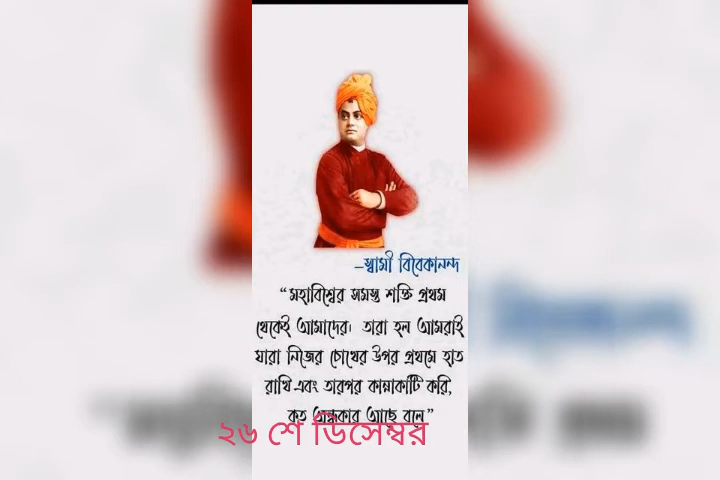 –স্বামী বিবেকানন্দ
“মহাবিশ্বের সমস্ত শক্তি প্রথম
থেকেই আমাদের। তারা হল আমরাই
যারা নিজের চোখের উপর প্রথমে হাত
রাখি এবং তারপর কান্নাকাটি করি,
কত অন্ধকার আছে বলে”
২৬ শে ডিসেম্বর